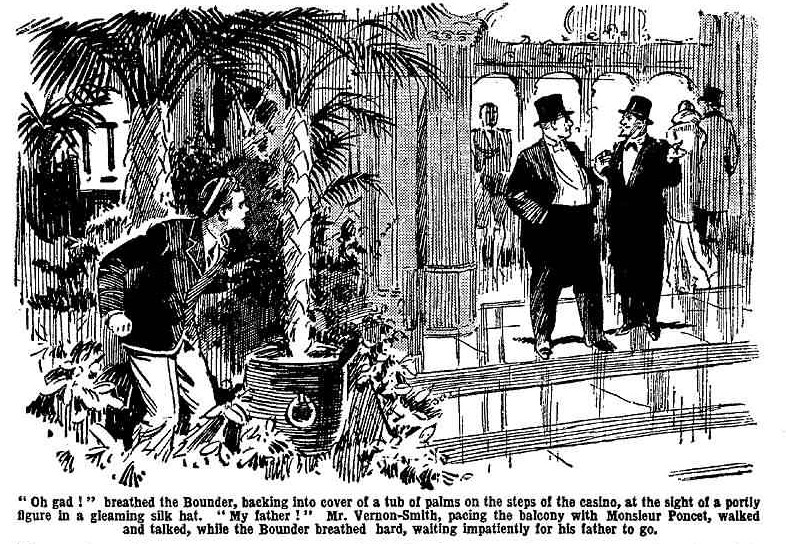 “ Oh gad ! ” breathed the Bounder, backing into cover of a tub of palms on the steps of the casino, at the sight of a portly
figure in a gleaming silk hat. “ My father ! ” Mr. Vernon-Smith, pacing the balcony with Monsieur Poncet, walked
and talked, while the Bounder breathed hard, waiting impatiently for his father to go.